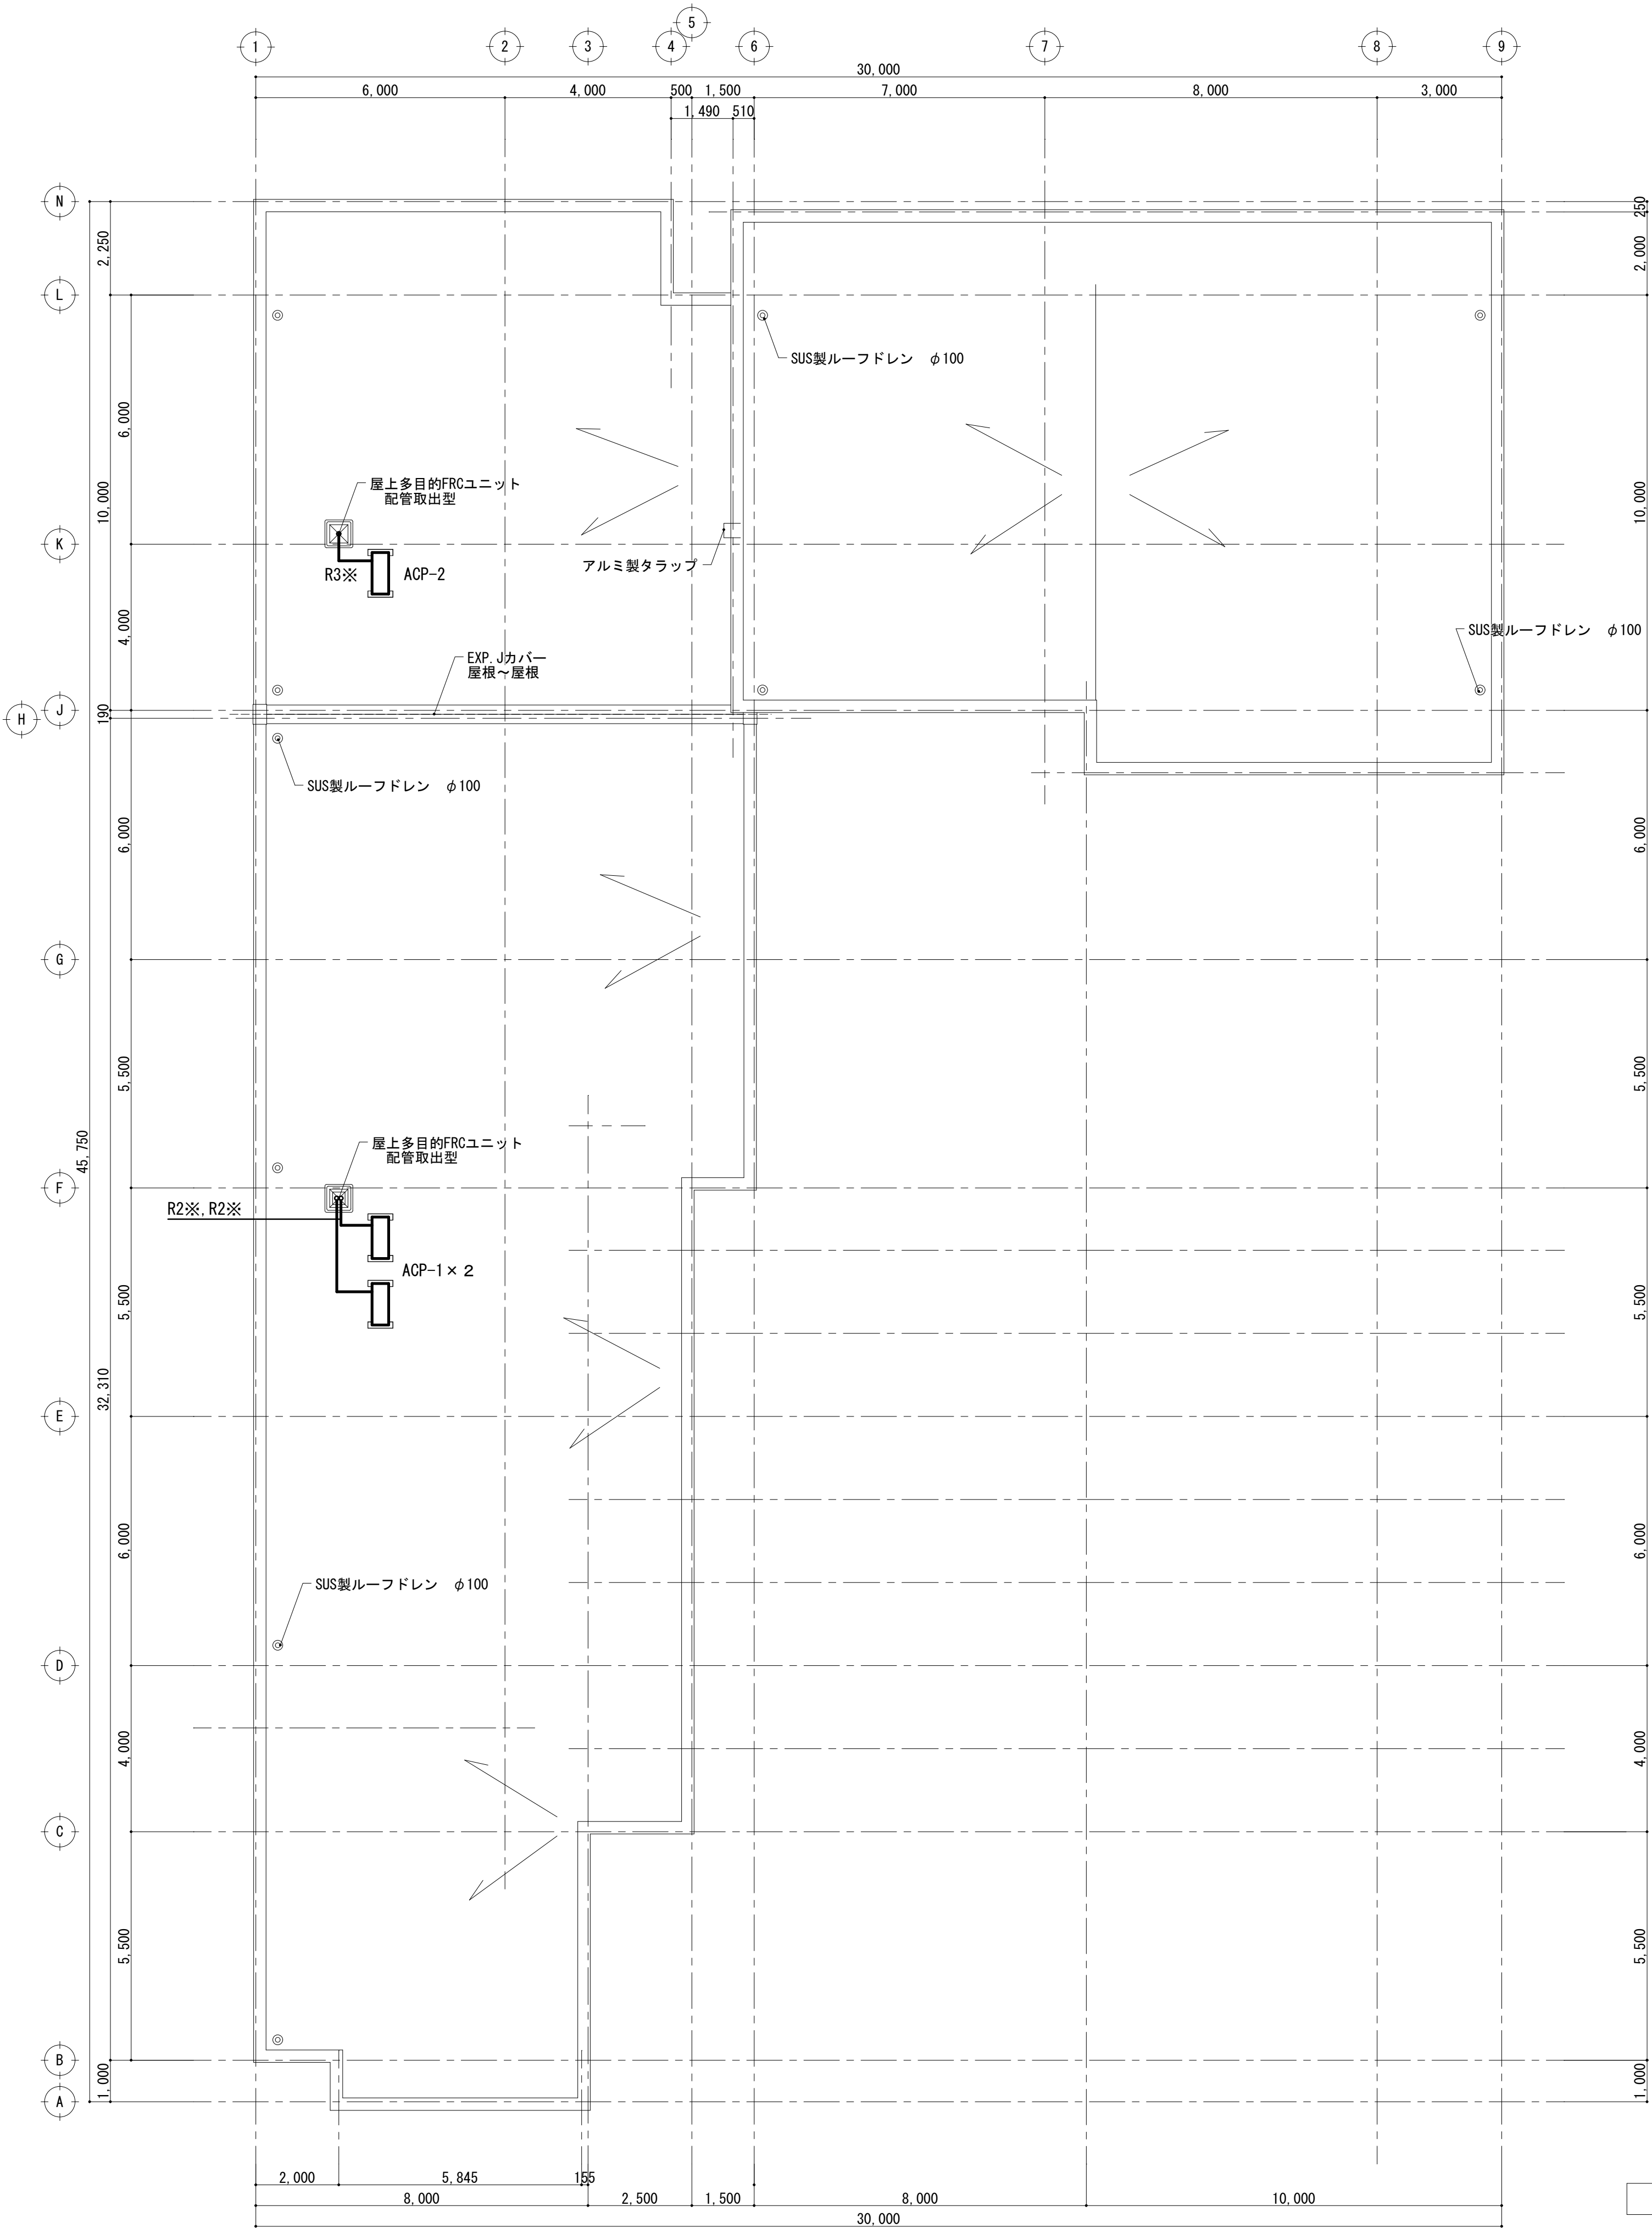 5
1
2
3
4
6
7
8
9
30,000
6,000
4,000
500
1,500
7,000
8,000
3,000
1,490
510
N
L
K
J
H
G
F
E
D
C
B
A
2,250
6,000
10,000
4,000
190
6,000
5,500
45,750
5,500
32,310
6,000
4,000
5,500
1,000
250
2,000
10,000
6,000
5,500
5,500
6,000
4,000
5,500
1,000
SUS製ルーフドレン φ100
屋上多目的FRCユニット
配管取出型
R3※
ACP-2
アルミ製タラップ
SUS製ルーフドレン φ100
EXP.Jカバー
屋根～屋根
SUS製ルーフドレン φ100
屋上多目的FRCユニット
配管取出型
R2※,R2※
ACP-1×2
SUS製ルーフドレン φ100
2,000
5,845
155
8,000
2,500
1,500
8,000
10,000
30,000